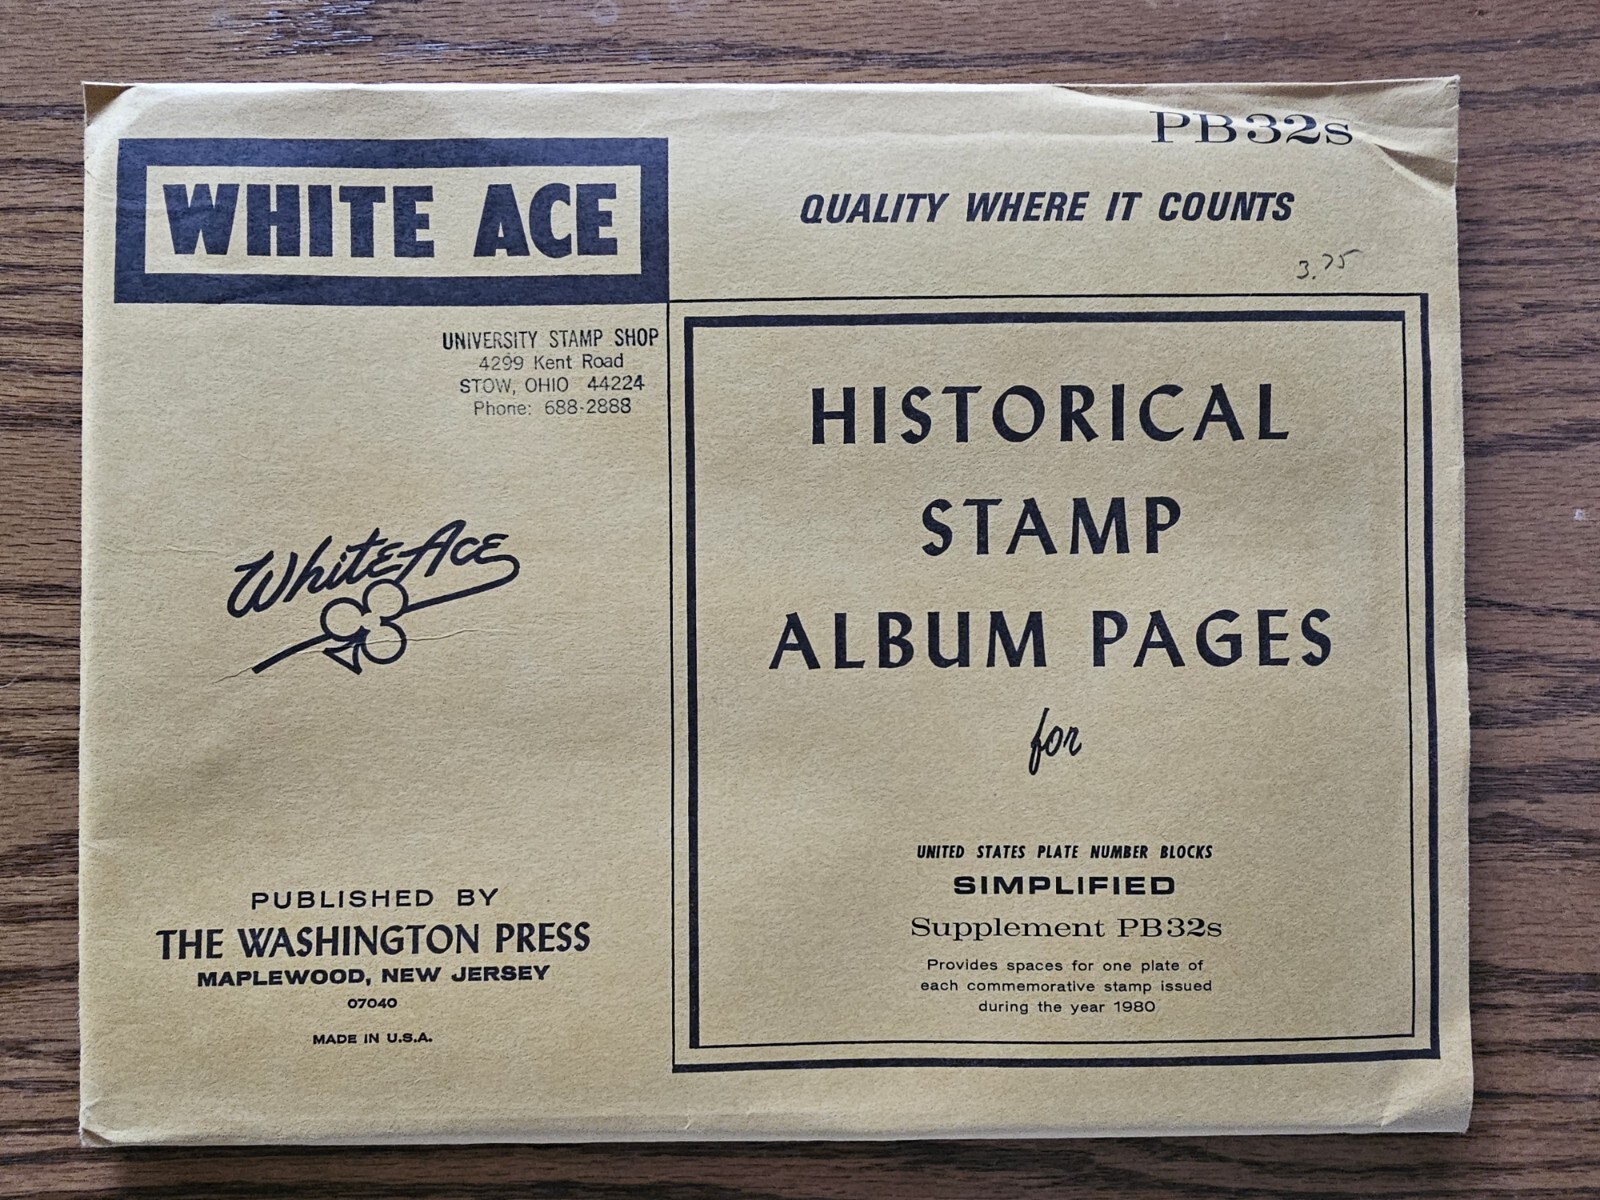 PB32s
WHITE ACE
QUALITY WHERE IT COUNTS
3.75
UNIVERSITY STAMP SHOP
4299 Kent Road
STOW, OHIO 44224
Phone: 688-2888
White Ace
PUBLISHED BY
THE WASHINGTON PRESS
MAPLEWOOD, NEW JERSEY
07040
MADE IN U.S.A.
HISTORICAL
STAMP
ALBUM PAGES
for
UNITED STATES PLATE NUMBER BLOCKS
SIMPLIFIED
Supplement PB32s
Provides spaces for one plate of
each commemorative stamp issued
during the year 1980